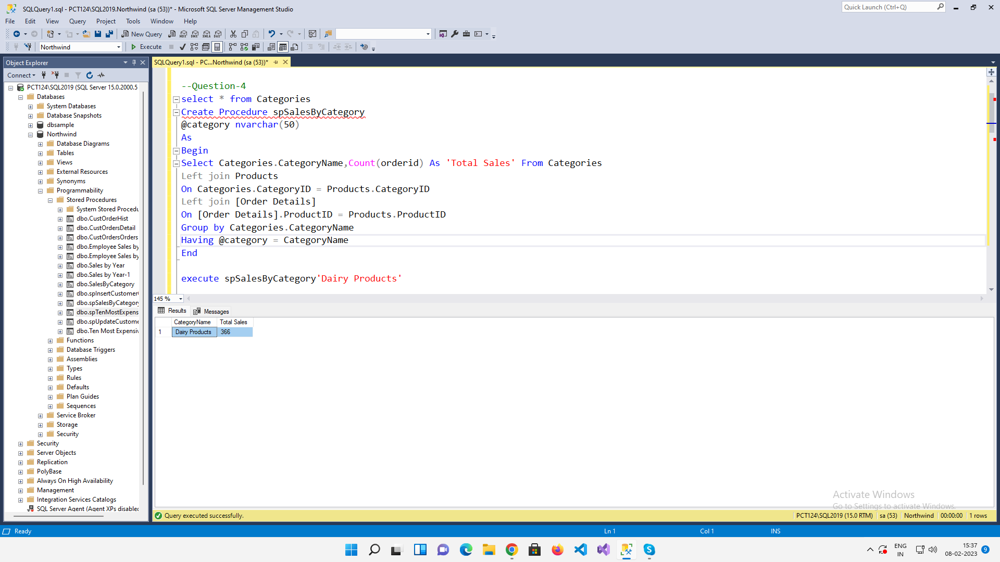 SQLQuery1.sql - PCT124\SQL2019.Northwind (sa (53))* - Microsoft SQL Server Management Studio
Quick Launch (Ctrl+Q)
File Edit View Query Project Tools Window Help
New Query
MDX DMX XMLA DAX
Northwind
Execute
Object Explorer
SQLQuery1.sql - PC...Northwind (sa (53))*
Connect
PCT124\SQL2019 (SQL Server 15.0.2000.5
Databases
System Databases
Database Snapshots
dbsample
Northwind
Database Diagrams
Tables
Views
External Resources
Synonyms
Programmability
Stored Procedures
System Stored Procedu
dbo.CustOrderHist
dbo.CustOrdersDetail
dbo.CustOrdersOrders
dbo.Employee Sales by
dbo.Employee Sales by
dbo.Sales by Year
dbo.Sales by Year-1
dbo.SalesByCategory
dbo.spInsertCustomer
dbo.spSalesByCategory
dbo.spTenMostExpens
dbo.spUpdateCustome
dbo.Ten Most Expensiv
Functions
Database Triggers
Assemblies
Types
Rules
Defaults
Plan Guides
Sequences
Service Broker
Storage
Security
Security
Server Objects
Replication
PolyBase
Always On High Availability
Management
Integration Services Catalogs
SQL Server Agent (Agent XPs disabled
--Question-4
select * from Categories
Create Procedure spSalesByCategory
@category nvarchar(50)
As
Begin
Select Categories.CategoryName,Count(orderid) As 'Total Sales' From Categories
Left join Products
On Categories.CategoryID = Products.CategoryID
Left join [Order Details]
On [Order Details].ProductID = Products.ProductID
Group by Categories.CategoryName
Having @category = CategoryName
End
execute spSalesByCategory'Dairy Products'
145 %
Results Messages
CategoryName Total Sales
1 Dairy Products 366
Activate Windows
Go to Settings to activate Windows.
Query executed successfully.
PCT124\SQL2019 (15.0 RTM) sa (53) Northwind 00:00:00 1 rows
Ready
Ln 1 Col 1 INS
ENG
IN
15:37
08-02-2023
9